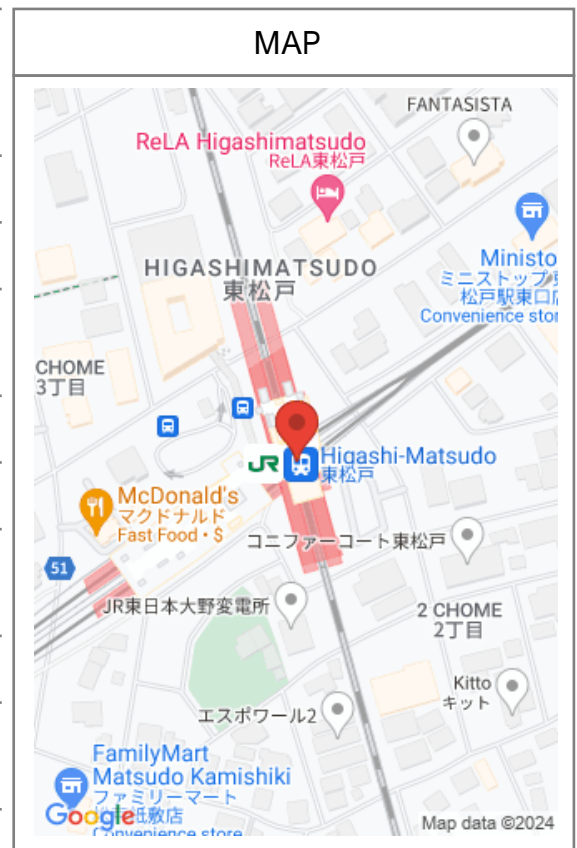 MAP
FANTASISTA
ReLA Higashimatsudo
ReLA東松戸
HIGASHIMATSUDO
東松戸
Ministo
ミニストップ
松戸駅東口
Convenience stor
CHOME
3丁目
JR
Higashi-Matsudo
東松戸
McDonald's
マクドナルド
Fast Food • $
コニファーコート東松戸
51
JR東日本大野変電所
2 CHOME
2丁目
Kitto
キット
エスポワール2
FamilyMart
Matsudo Kamishiki
ファミリーマート
紙敷店
Convenience store
Google
Map data ©2024